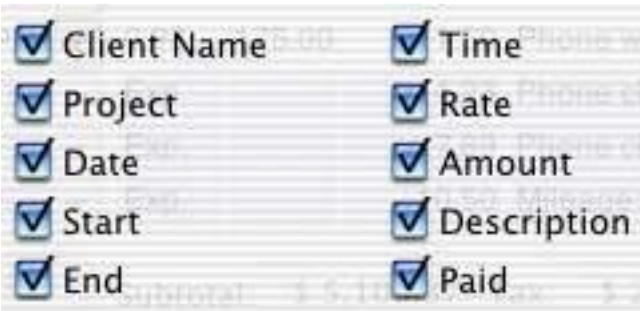 Client Name
Project
Date
Start
End
Time
Rate
Amount
Description
Paid